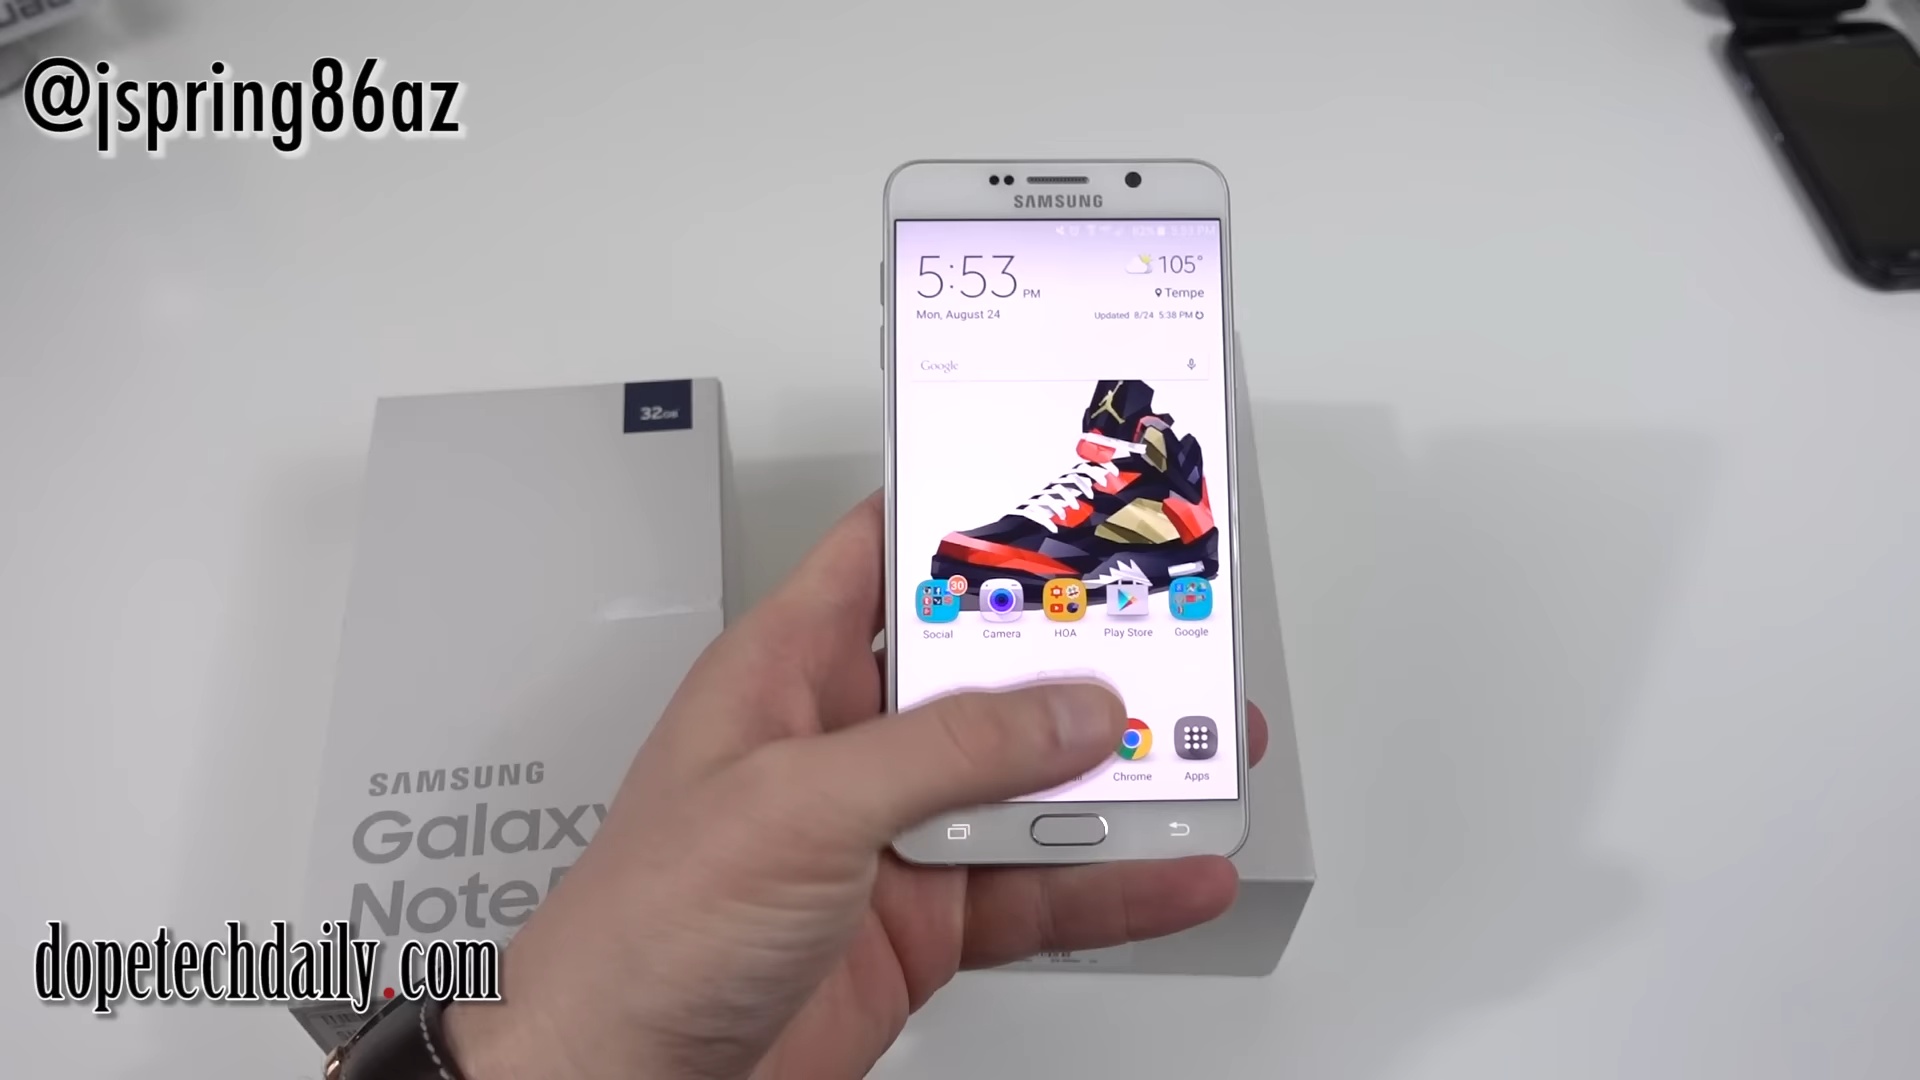 @jspring86az
SAMSUNG
5:53 PM
105°
Tempe
Mon, August 24
Updated 8/24 5:38 PM
Google
32GB
30
Social
Camera
HOA
Play Store
Google
Chrome
Apps
SAMSUNG
Galaxy
Note
dopetechdaily.com